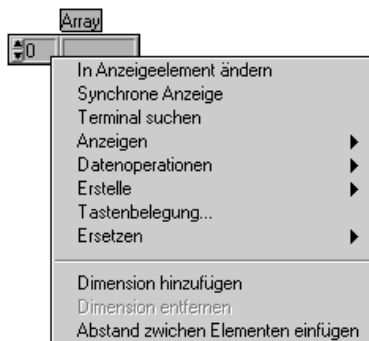 Array
0
In Anzeigeelement ändern
Synchrone Anzeige
Terminal suchen
Anzeigen
Datenoperationen
Erstelle
Tastenbelegung...
Ersetzen
Dimension hinzufügen
Dimension entfernen
Abstand zwichen Elementen einfügen